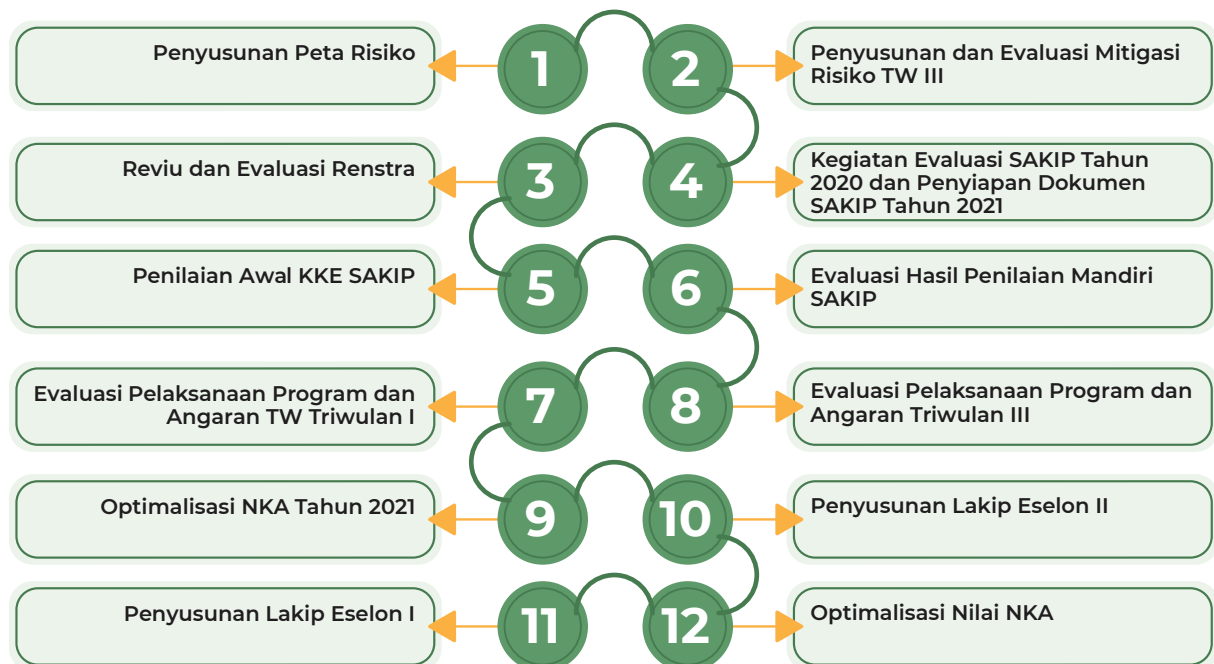 1
Penyusunan Peta Risiko
2
Penyusunan dan Evaluasi Mitigasi
Risiko TW III
3
Reviu dan Evaluasi Renstra
4
Kegiatan Evaluasi SAKIP Tahun
2020 dan Penyiapan Dokumen
SAKIP Tahun 2021
5
Penilaian Awal KKE SAKIP
6
Evaluasi Hasil Penilaian Mandiri
SAKIP
7
Evaluasi Pelaksanaan Program dan
Angaran TW Triwulan I
8
Evaluasi Pelaksanaan Program dan
Angaran Triwulan III
9
Optimalisasi NKA Tahun 2021
10
Penyusunan Lakip Eselon II
11
Penyusunan Lakip Eselon I
12
Optimalisasi Nilai NKA